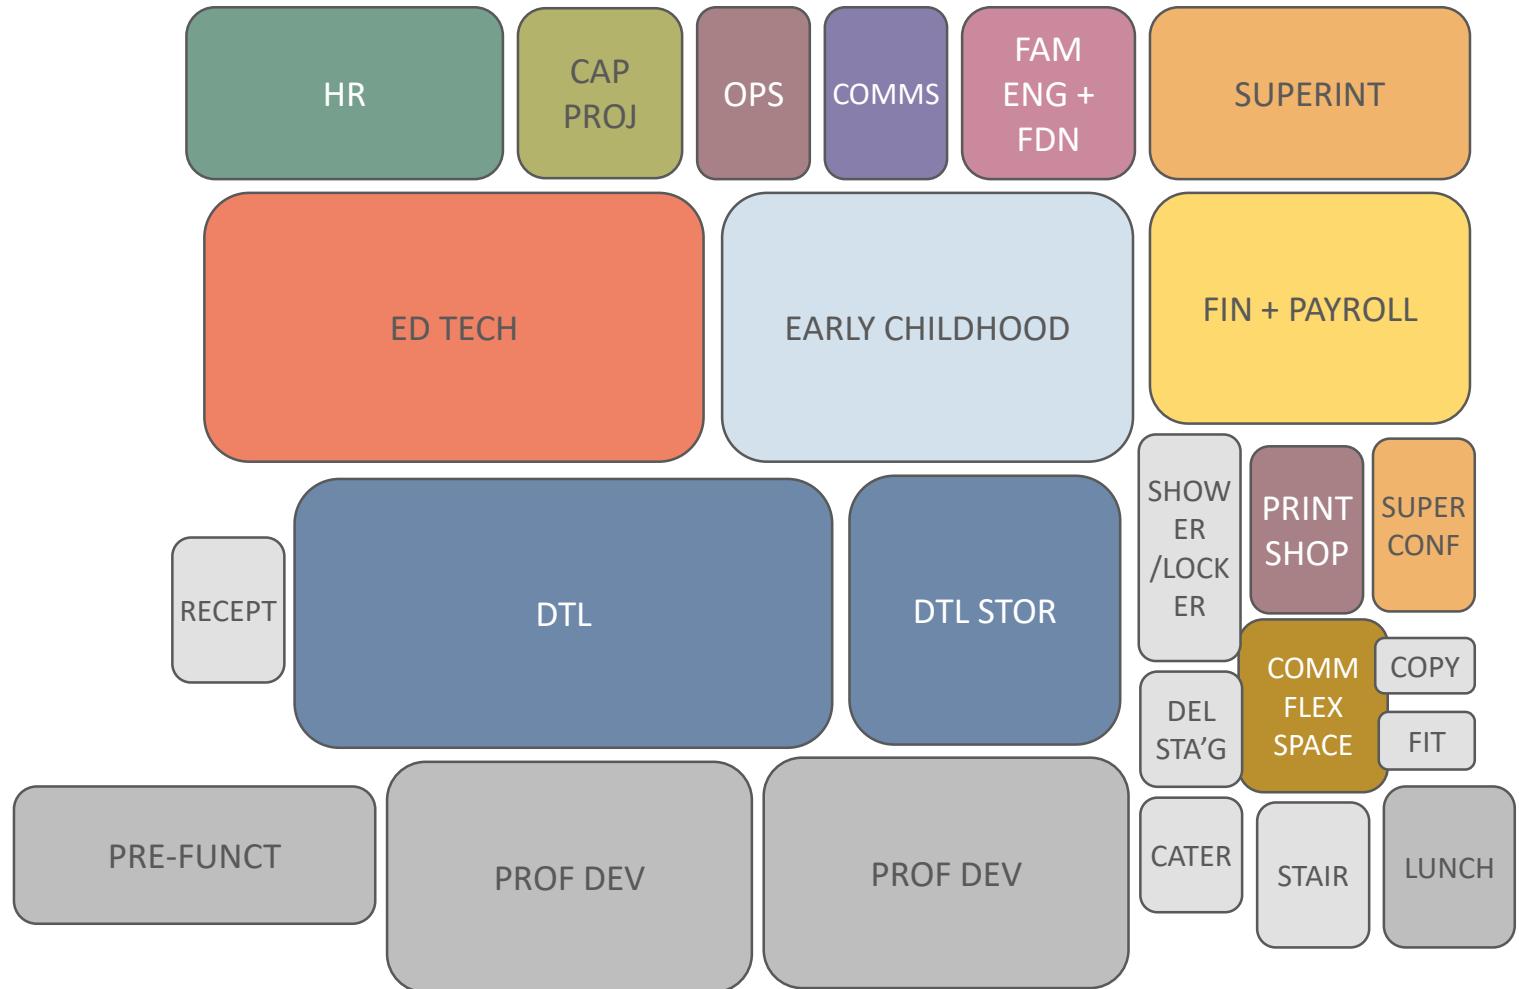 HR
CAP
PROJ
OPS
COMMS
FAM
ENG +
FDN
SUPERINT
ED TECH
EARLY CHILDHOOD
FIN + PAYROLL
RECEPT
DTL
DTL STOR
SHOW
ER
/LOCK
ER
PRINT
SHOP
SUPER
CONF
DEL
STA’G
COMM
FLEX
SPACE
COPY
FIT
PRE-FUNCT
PROF DEV
PROF DEV
CATER
STAIR
LUNCH